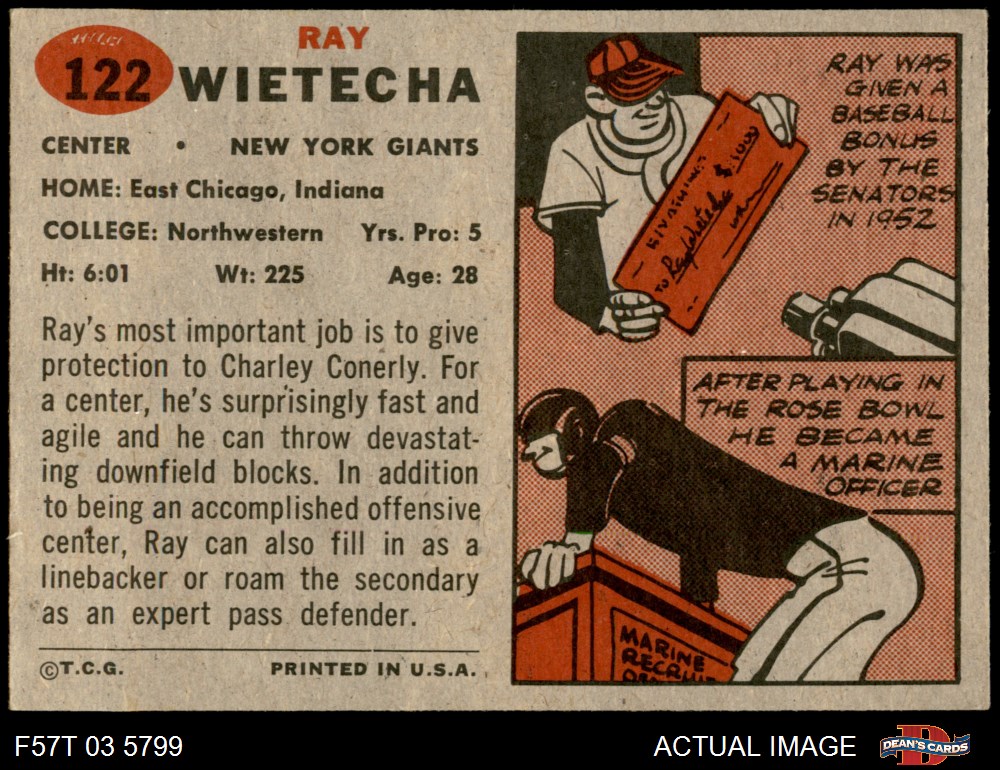 122
RAY
WIETECHA
CENTER • NEW YORK GIANTS
HOME: East Chicago, Indiana
COLLEGE: Northwestern Yrs. Pro: 5
Ht: 6:01 Wt: 225 Age: 28
Ray's most important job is to give
protection to Charley Conerly. For
a center, he's surprisingly fast and
agile and he can throw devastat-
ing downfield blocks. In addition
to being an accomplished offensive
center, Ray can also fill in as a
linebacker or roam the secondary
as an expert pass defender.
©T.C.G. PRINTED IN U.S.A.
RAY WAS
GIVEN A
BASEBALL
BONUS
BY THE
SENATORS
IN 1952
TO Ray Wietecha
AFTER PLAYING IN
THE ROSE BOWL
HE BECAME
A MARINE
OFFICER
MARINE
RECRUIT
F57T 03 5799
ACTUAL IMAGE
D
DEAN'S CARDS